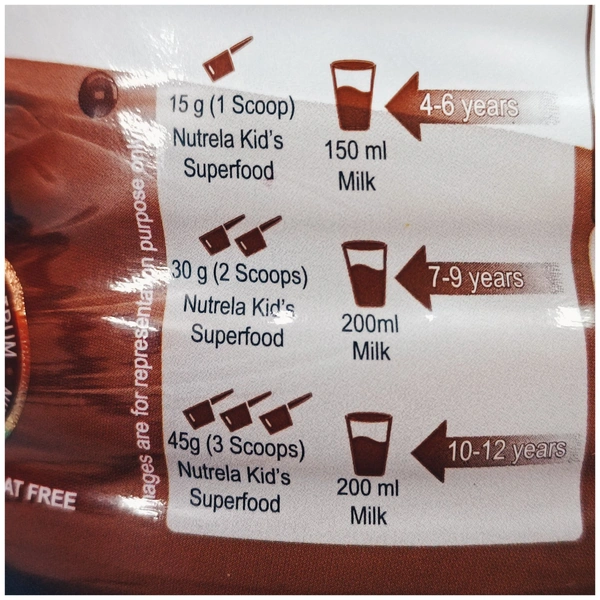 15 g (1 Scoop)
Nutrela Kid's
Superfood
150 ml
Milk
4-6 years
30 g (2 Scoops)
Nutrela Kid's
Superfood
200ml
Milk
7-9 years
45g (3 Scoops)
Nutrela Kid's
Superfood
200 ml
Milk
10-12 years
Images are for representation purpose only
AT FREE
TRUM